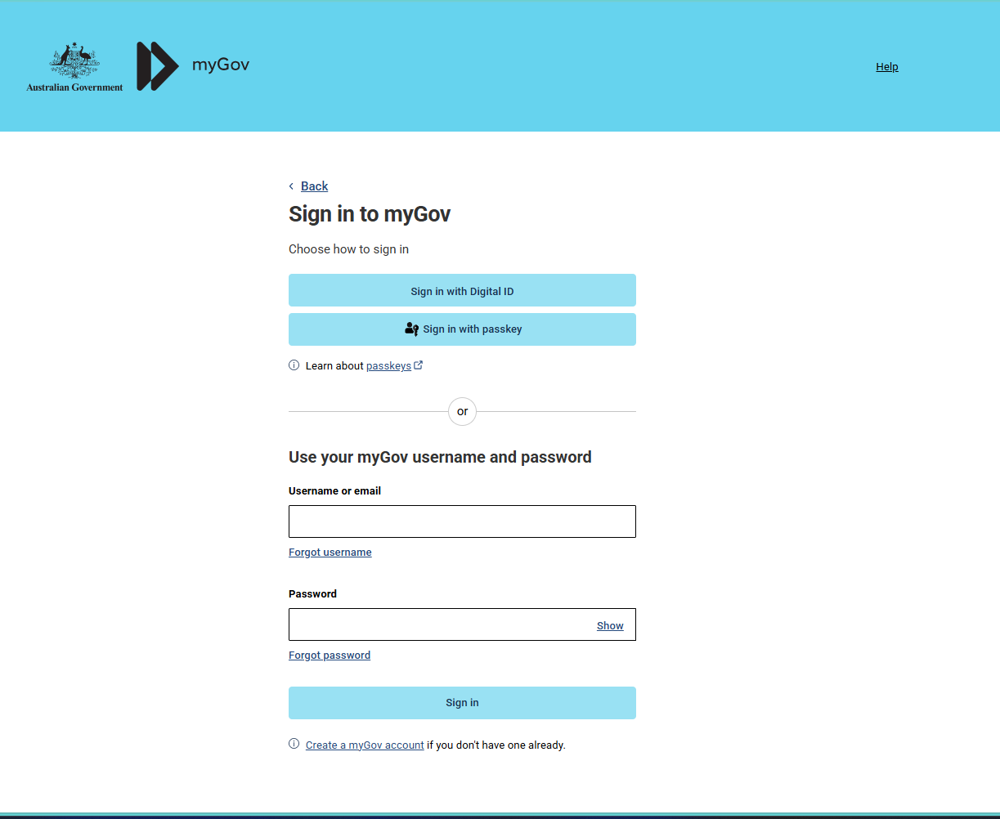 Australian Government
myGov
Help
Back
Sign in to myGov
Choose how to sign in
Sign in with Digital ID
Sign in with passkey
Learn about passkeys
or
Use your myGov username and password
Username or email
Forgot username
Password
Show
Forgot password
Sign in
Create a myGov account if you don't have one already.